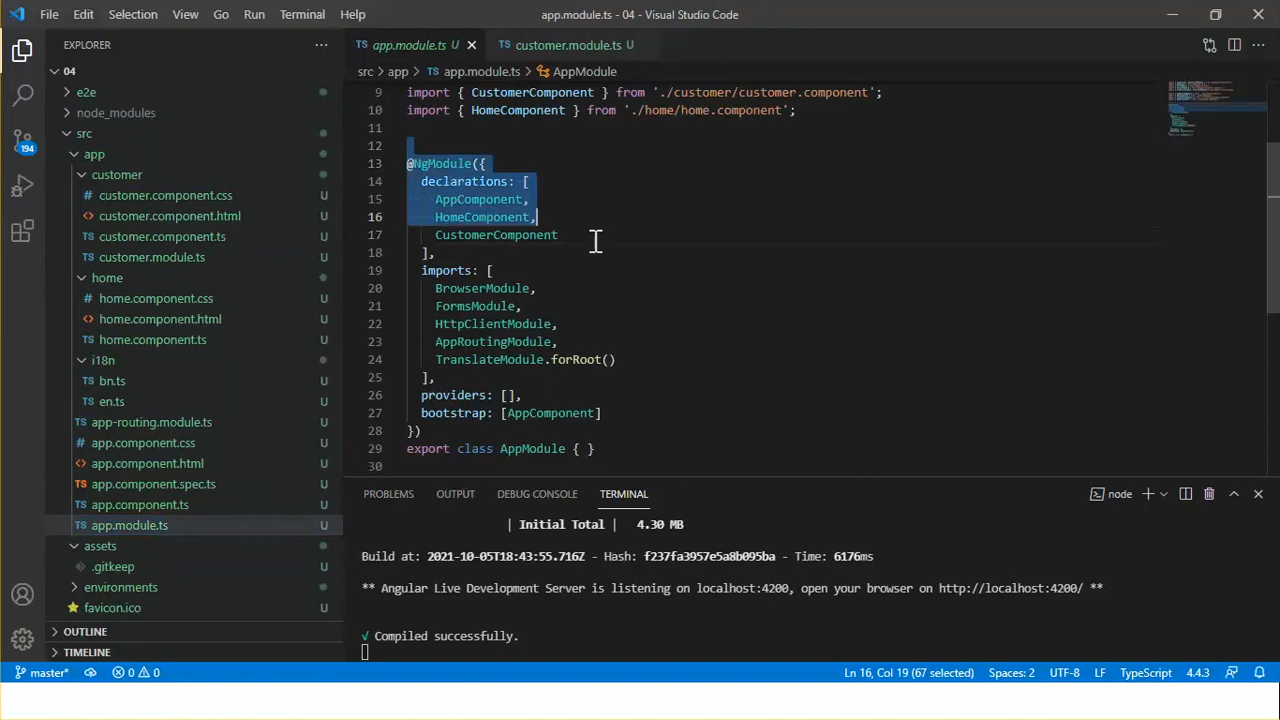 File Edit Selection View Go Run Terminal Help
app.module.ts - 04 - Visual Studio Code
EXPLORER
04
e2e
node_modules
src
app
customer
customer.component.css U
customer.component.html U
customer.component.ts U
customer.module.ts U
home
home.component.css U
home.component.html U
home.component.ts U
i18n
bn.ts U
en.ts U
app-routing.module.ts U
app.component.css U
app.component.html U
app.component.spec.ts U
app.component.ts U
app.module.ts U
assets
.gitkeep U
environments
favicon.ico U
OUTLINE
TIMELINE
194
TS app.module.ts U
TS customer.module.ts U
src > app > TS app.module.ts > AppModule
9 import { CustomerComponent } from './customer/customer.component';
10 import { HomeComponent } from './home/home.component';
11
12
13 @NgModule({
14 declarations: [
15 AppComponent,
16 HomeComponent,
17 CustomerComponent
18 ],
19 imports: [
20 BrowserModule,
21 FormsModule,
22 HttpClientModule,
23 AppRoutingModule,
24 TranslateModule.forRoot()
25 ],
26 providers: [],
27 bootstrap: [AppComponent]
28 })
29 export class AppModule { }
30
PROBLEMS OUTPUT DEBUG CONSOLE TERMINAL
node
| Initial Total | 4.30 MB
Build at: 2021-10-05T18:43:55.716Z - Hash: f237fa3957e5a8b095ba - Time: 6176ms
** Angular Live Development Server is listening on localhost:4200, open your browser on http://localhost:4200/ **
√ Compiled successfully.
master* 0 0
Ln 16, Col 19 (67 selected) Spaces: 2 UTF-8 LF TypeScript 4.4.3